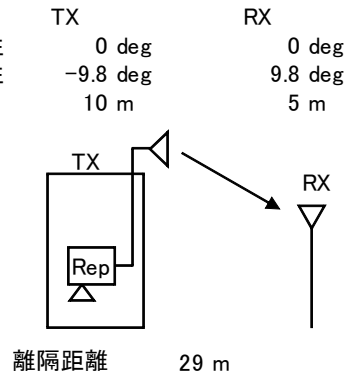 TX RX
0 deg 0 deg
-9.8 deg 9.8 deg
10 m 5 m
TX
RX
Rep
離隔距離 29 m